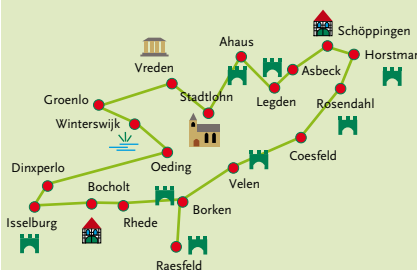 Schöppingen
Ahaus
Horstmar
Vreden
Asbeck
Stadtlohn
Groenlo
Legden
Rosendahl
Winterswijk
Dinxperlo
Oeding
Coesfeld
Bocholt
Velen
Isselburg
Rhede
Borken
Raesfeld